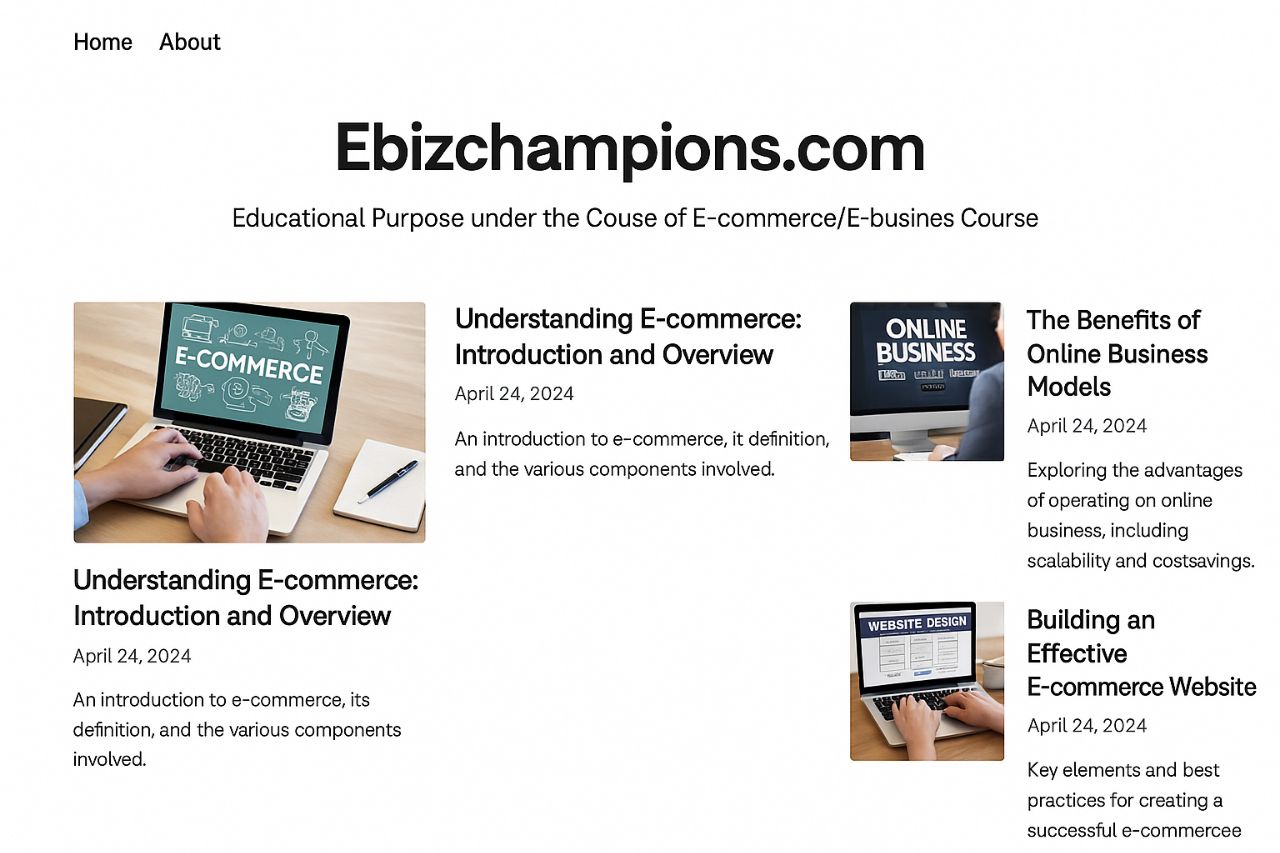 Home About
Ebizchampions.com
Educational Purpose under the Couse of E-commerce/E-busines Course
E-COMMERCE
Understanding E-commerce:
Introduction and Overview
April 24, 2024
An introduction to e-commerce, its
definition, and the various components
involved.
Understanding E-commerce:
Introduction and Overview
April 24, 2024
An introduction to e-commerce, it definition,
and the various components involved.
ONLINE
BUSINESS
The Benefits of
Online Business
Models
April 24, 2024
Exploring the advantages
of operating on online
business, including
scalability and costsavings.
WEBSITE DESIGN
Building an
Effective
E-commerce Website
April 24, 2024
Key elements and best
practices for creating a
successful e-commercee